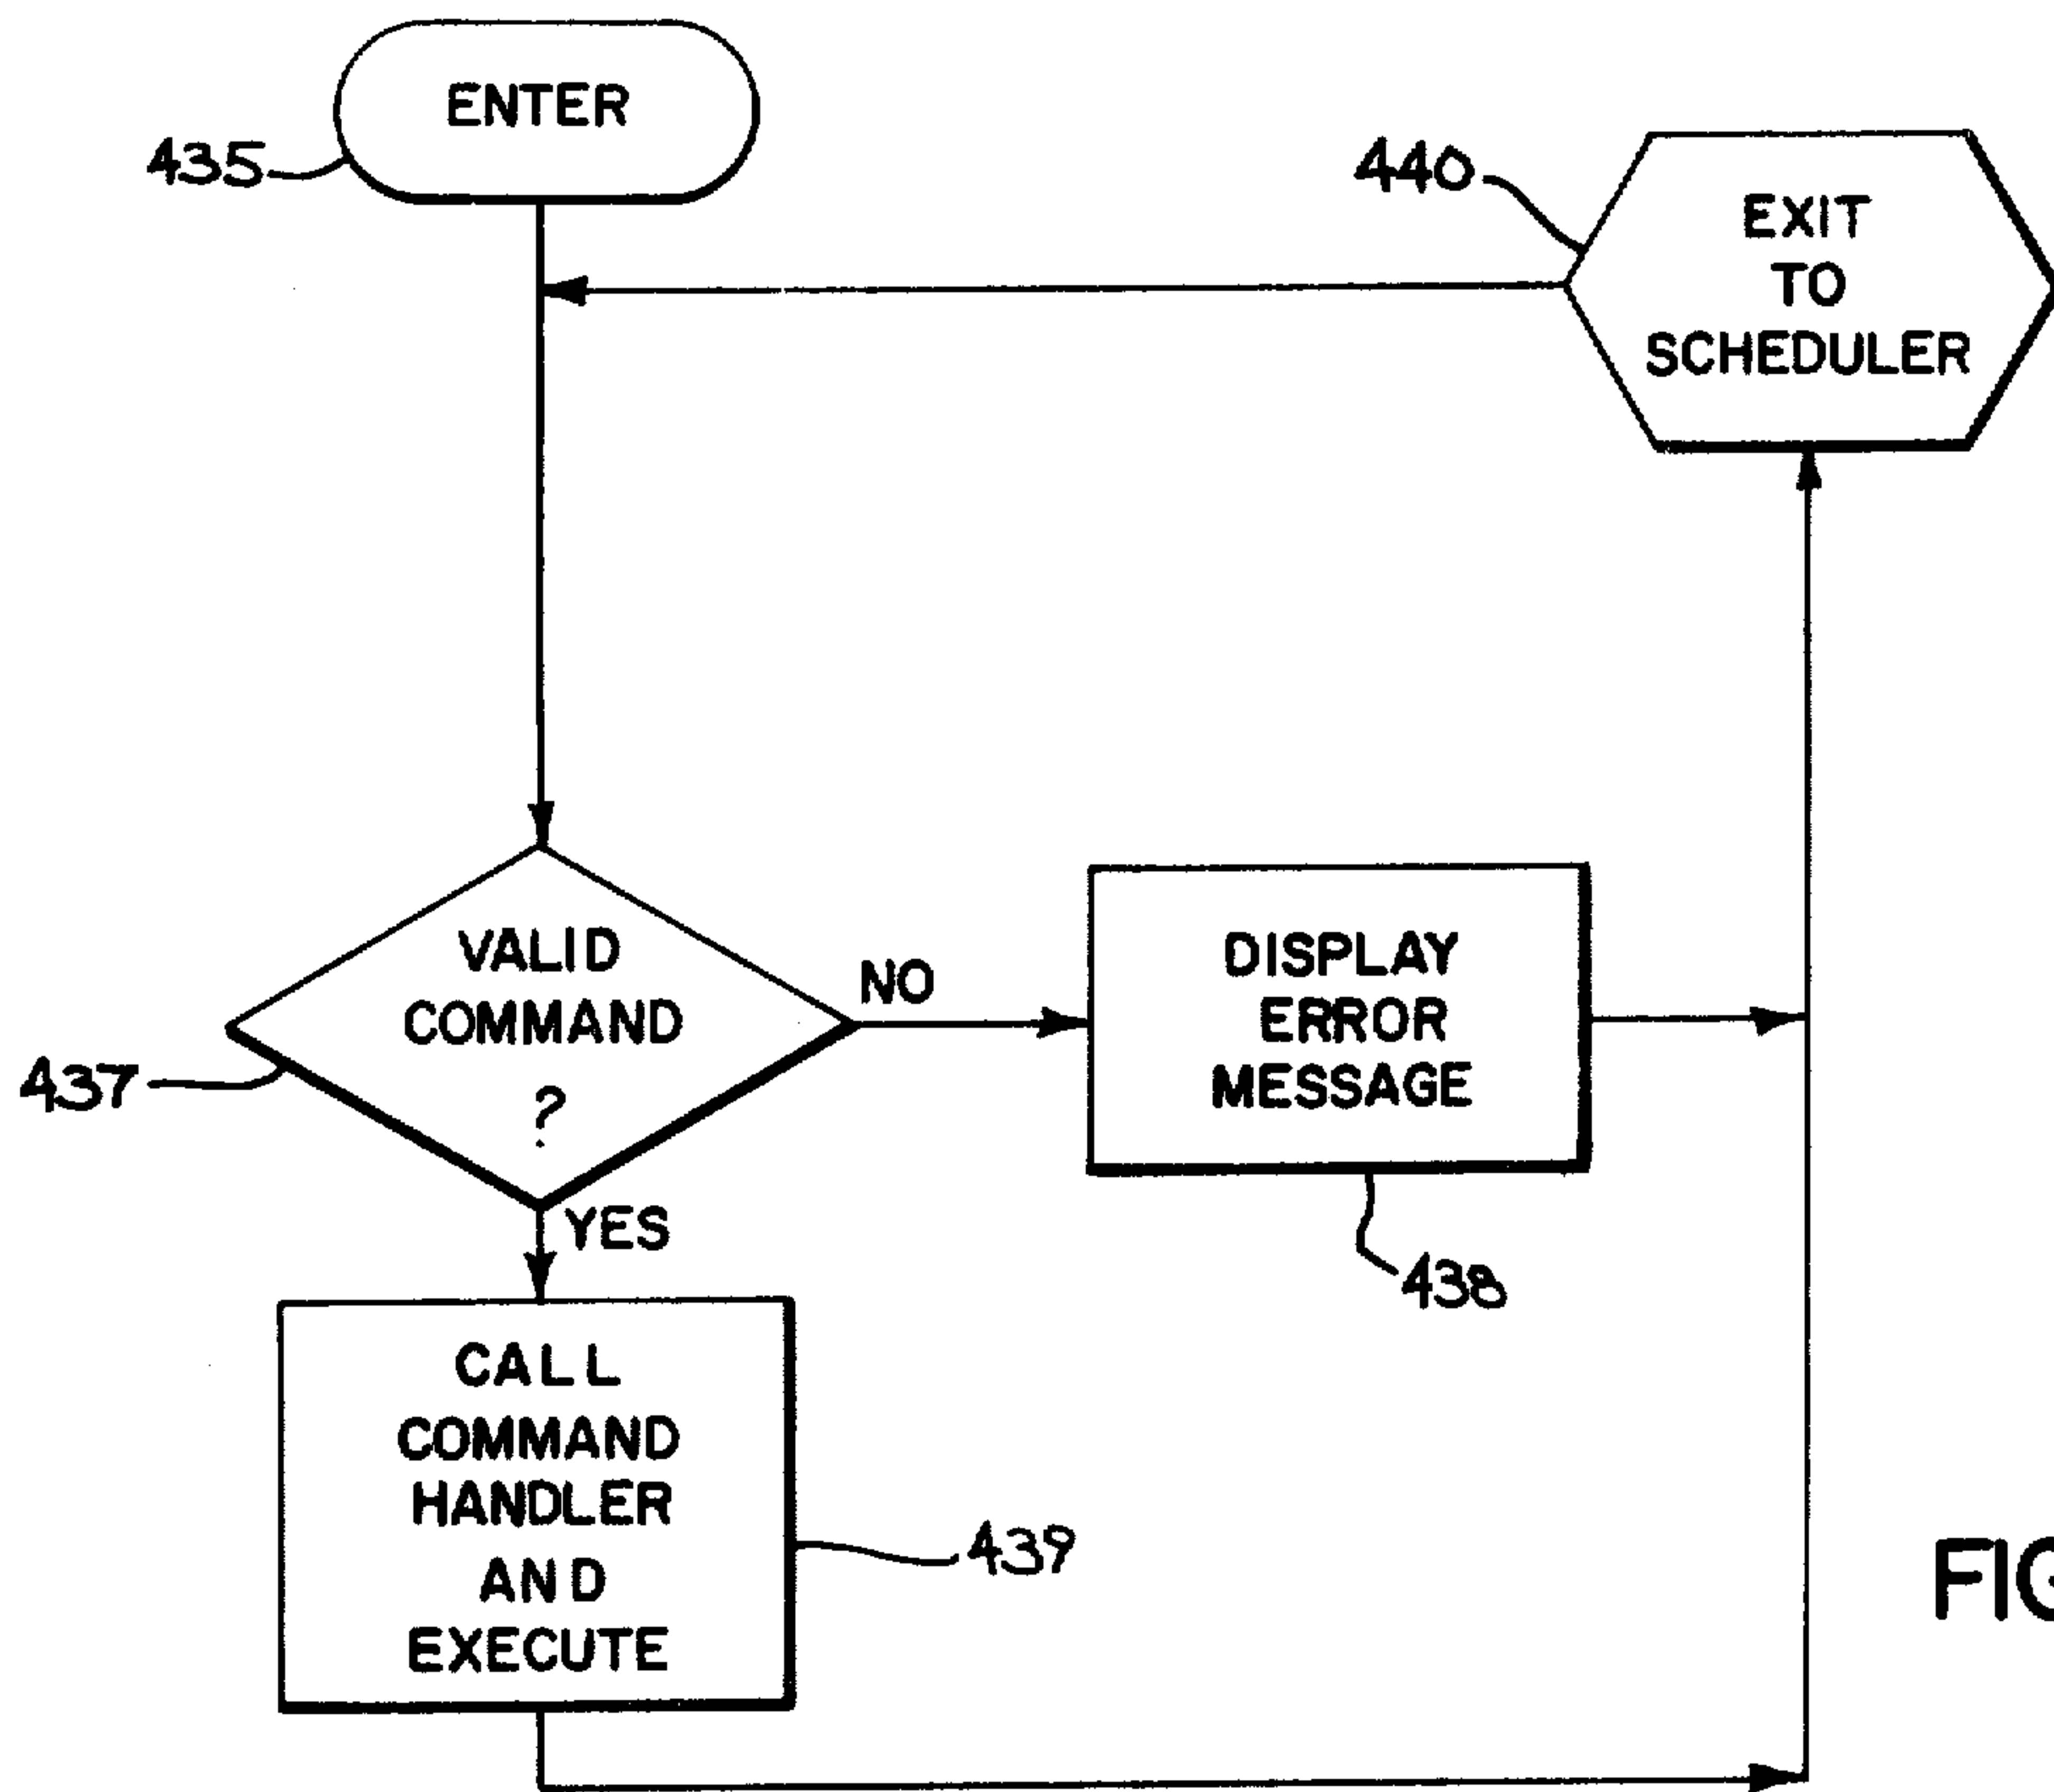 ENTER
435
440
EXIT
TO
SCHEDULER
VALID
COMMAND
?
437
NO
DISPLAY
ERROR
MESSAGE
438
YES
CALL
COMMAND
HANDLER
AND
EXECUTE
439